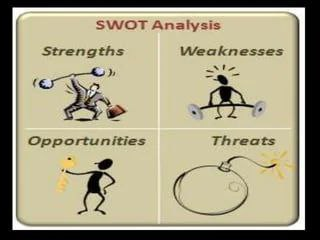 SWOT Analysis
Strengths Weaknesses
Opportunities Threats